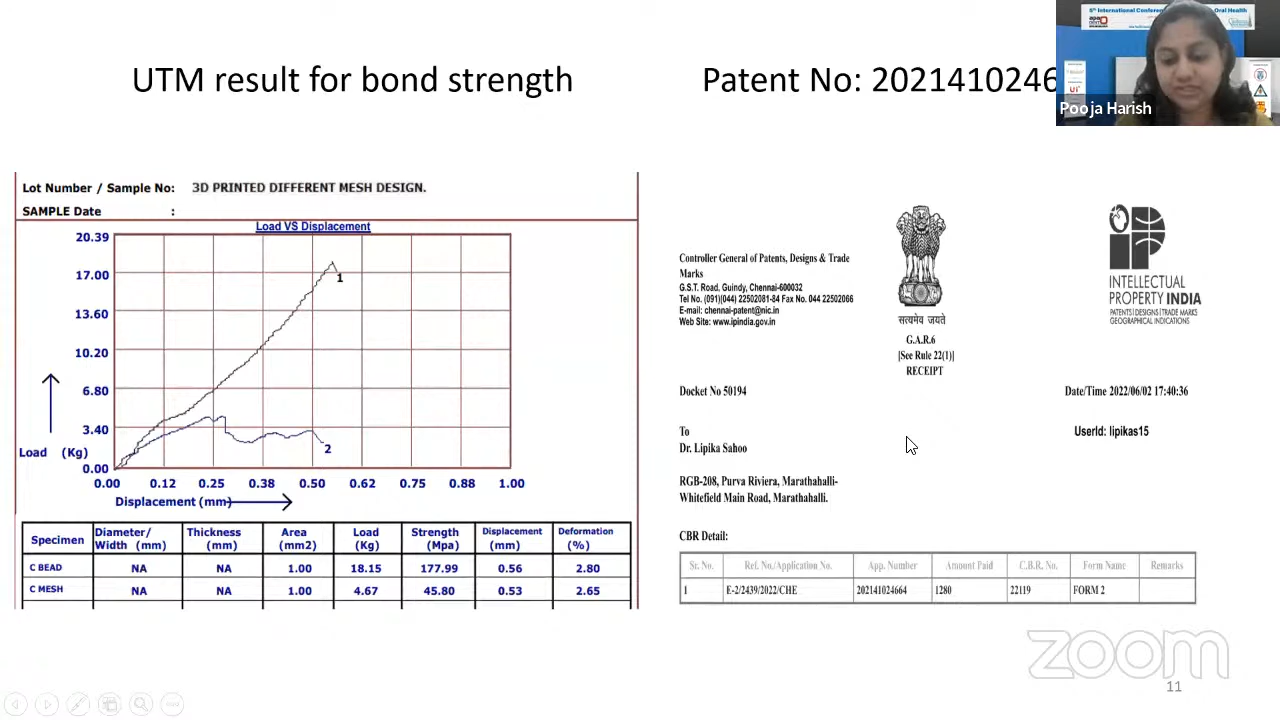 UTM result for bond strength
Patent No: 2021410246
5th International Conference Oral Health
Pooja Harish
Lot Number / Sample No: 3D PRINTED DIFFERENT MESH DESIGN.
SAMPLE Date :
Load VS Displacement
20.39
17.00
13.60
10.20
6.80
3.40
0.00
Load (Kg)
1
2
0.00 0.12 0.25 0.38 0.50 0.62 0.75 0.88 1.00
Displacement (mm)
Specimen Diameter/ Width (mm) Thickness (mm) Area (mm2) Load (Kg) Strength (Mpa) Displacement (mm) Deformation (%)
C BEAD NA NA 1.00 18.15 177.99 0.56 2.80
C MESH NA NA 1.00 4.67 45.80 0.53 2.65
Controller General of Patents, Designs & Trade
Marks
G.S.T. Road, Guindy, Chennai-600032
Tel No. (091)(044) 22502081-84 Fax No. 044 22502066
E-mail: chennai-patent@nic.in
Web Site: www.ipindia.gov.in
सत्यमेव जयते
G.A.R.6
[See Rule 22(1)]
RECEIPT
INTELLECTUAL
PROPERTY INDIA
PATENTS | DESIGNS | TRADE MARKS
GEOGRAPHICAL INDICATIONS
Docket No 50194
Date/Time 2022/06/02 17:40:36
To
UserId: lipikas15
Dr. Lipika Sahoo
RGB-208, Purva Riviera, Marathahalli-
Whitefield Main Road, Marathahalli.
CBR Detail:
Sr. No. Ref. No./Application No. App. Number Amount Paid C.B.R. No. Form Name Remarks
1 E-2/2439/2022/CHE 202141024664 1280 22119 FORM 2
zoom
11